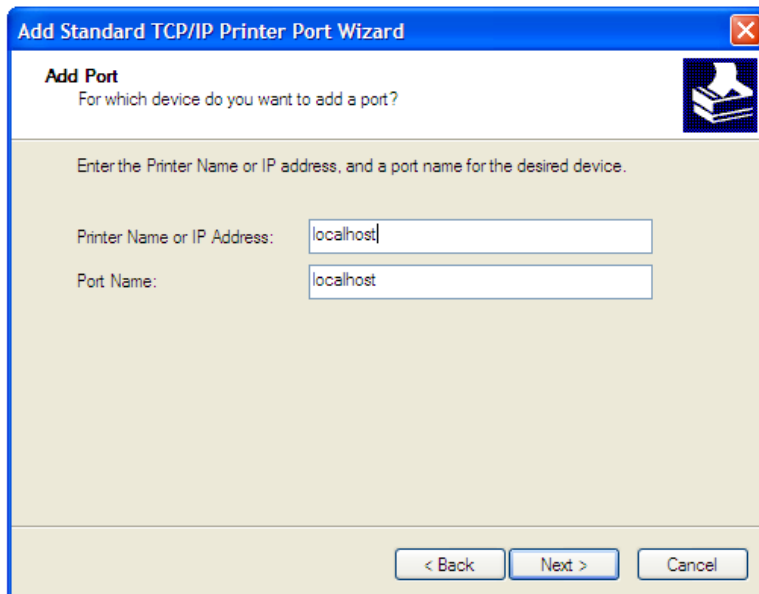 Add Standard TCP/IP Printer Port Wizard
Add Port
For which device do you want to add a port?
Enter the Printer Name or IP address, and a port name for the desired device.
Printer Name or IP Address: localhost
Port Name: localhost
< Back Next > Cancel